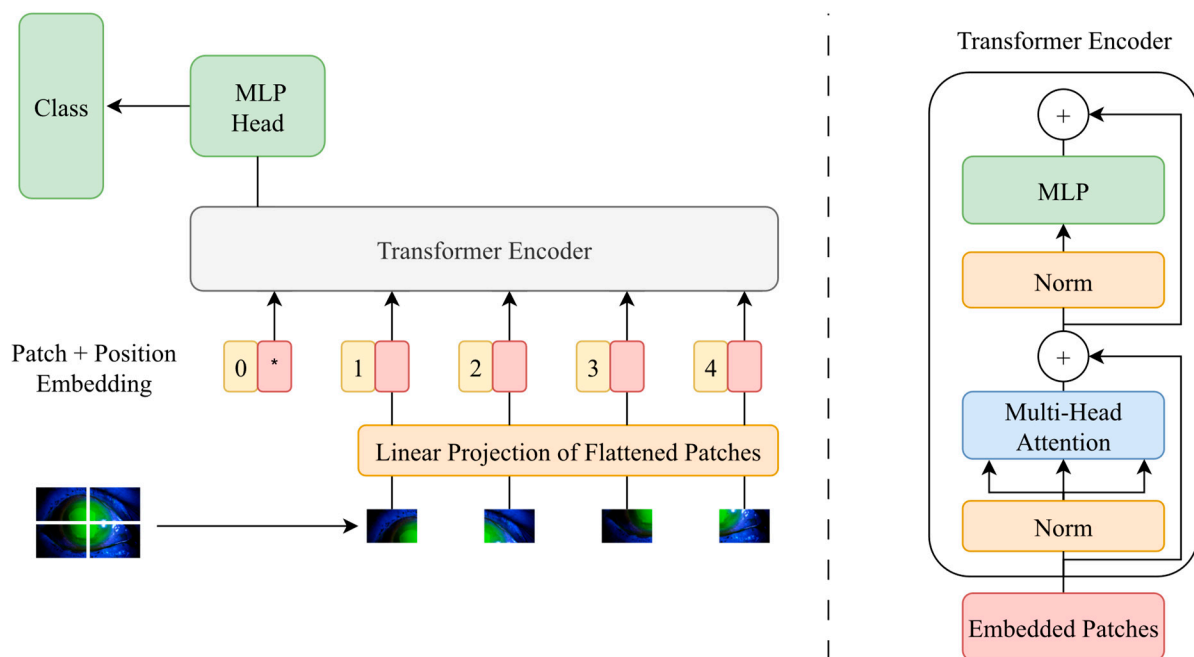 Class
MLP
Head
Transformer Encoder
Patch + Position
Embedding
0 * 1 2 3 4
Linear Projection of Flattened Patches
Transformer Encoder
+
MLP
Norm
+
Multi-Head
Attention
Norm
Embedded Patches